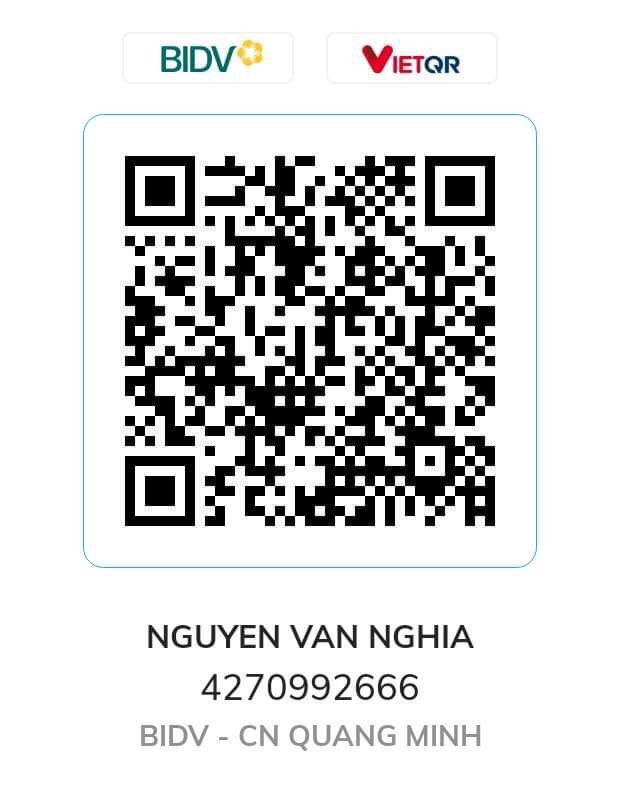 BIDV
VIETQR
NGUYEN VAN NGHIA
4270992666
BIDV - CN QUANG MINH